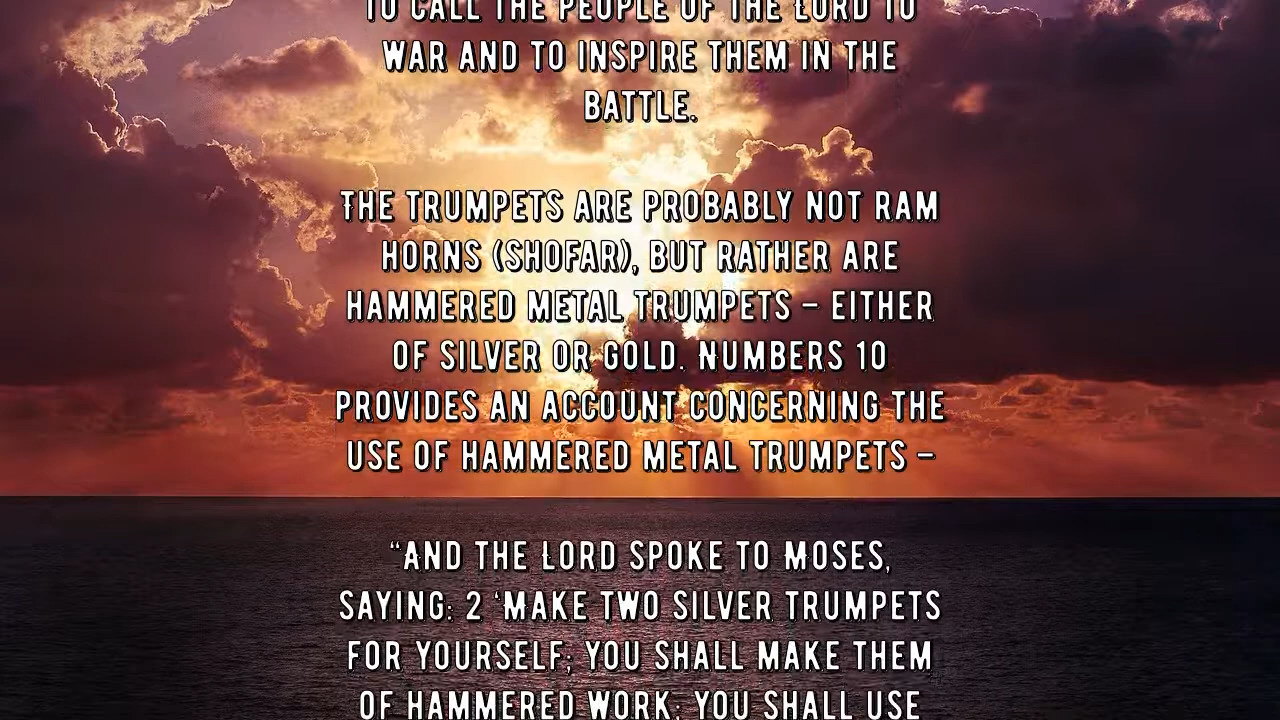 TO CALL THE PEOPLE OF THE LORD TO
WAR AND TO INSPIRE THEM IN THE
BATTLE.
THE TRUMPETS ARE PROBABLY NOT RAM
HORNS (SHOFAR), BUT RATHER ARE
HAMMERED METAL TRUMPETS – EITHER
OF SILVER OR GOLD. NUMBERS 10
PROVIDES AN ACCOUNT CONCERNING THE
USE OF HAMMERED METAL TRUMPETS –
“AND THE LORD SPOKE TO MOSES,
SAYING: 2 ‘MAKE TWO SILVER TRUMPETS
FOR YOURSELF; YOU SHALL MAKE THEM
OF HAMMERED WORK; YOU SHALL USE